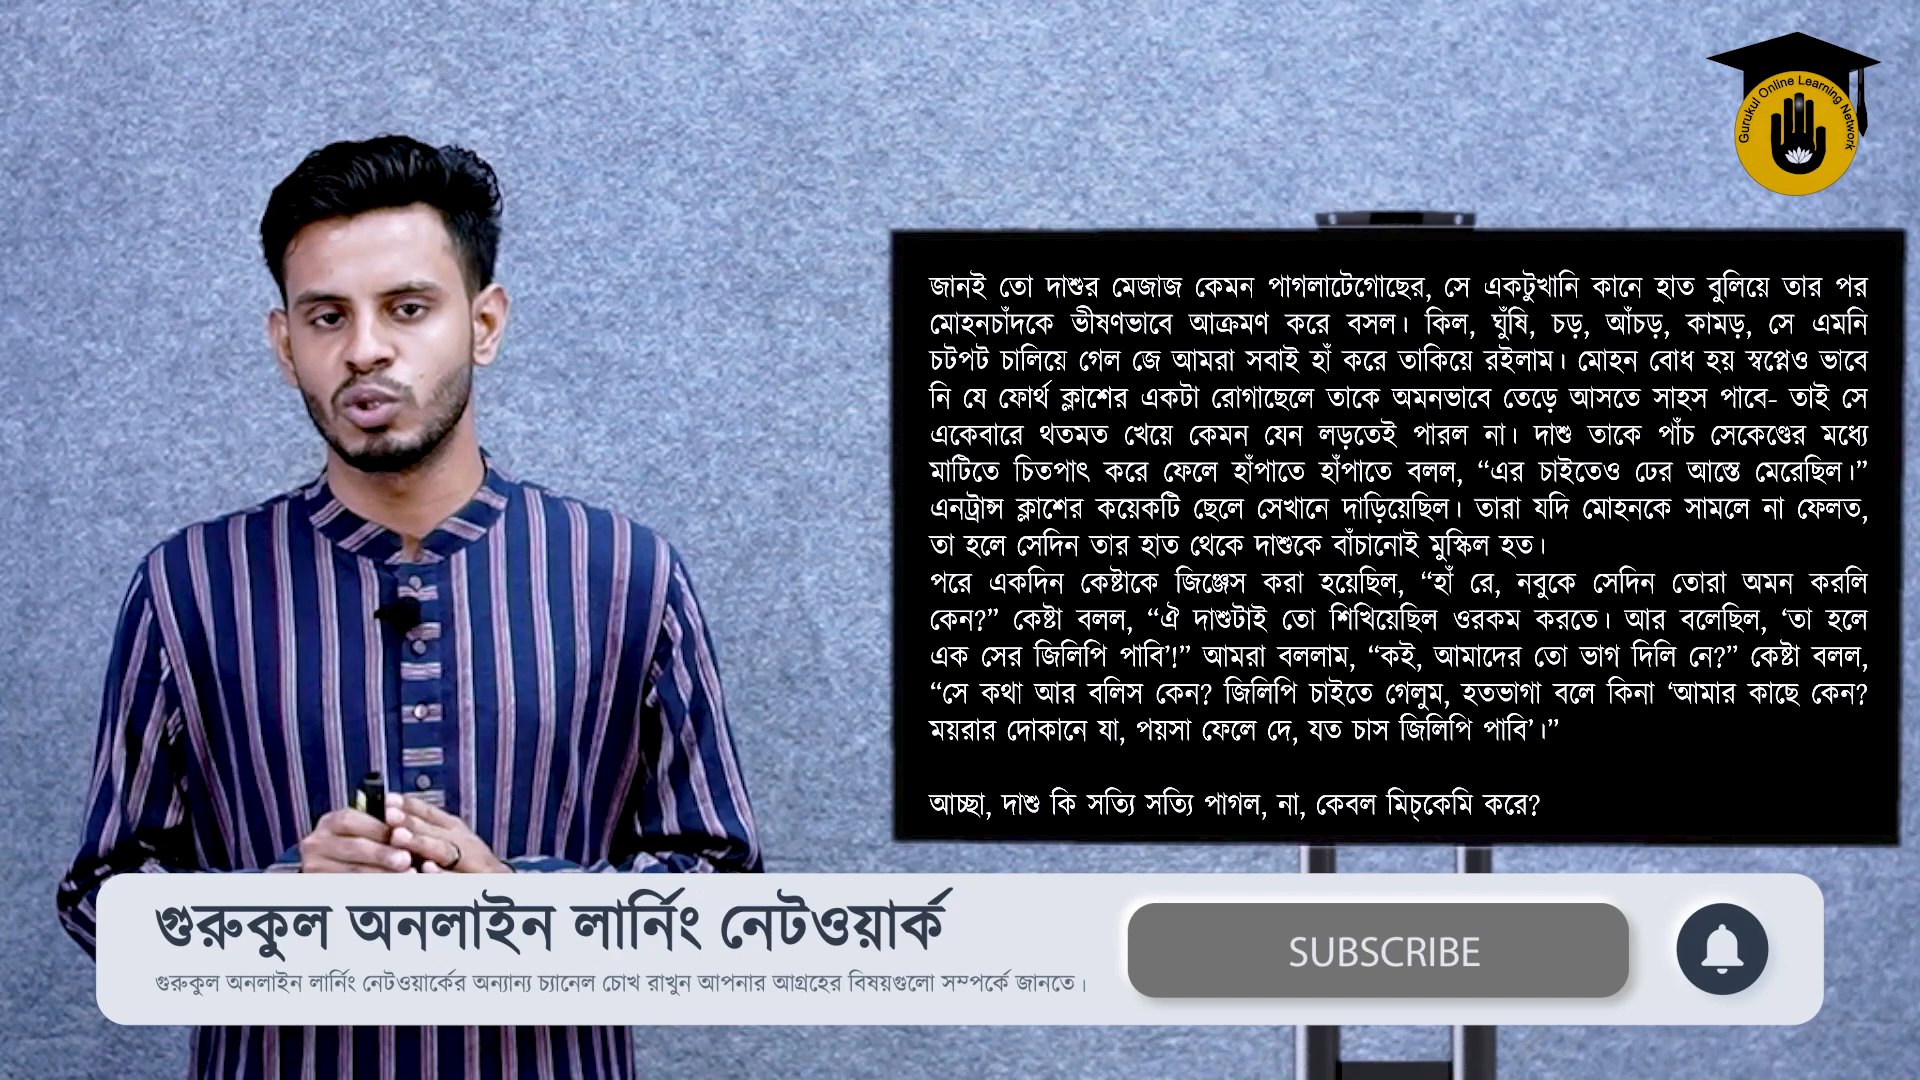 Gurukul Online Learning Network
জানই তো দাশুর মেজাজ কেমন পাগলাটেগোছের, সে একটুখানি কানে হাত বুলিয়ে তার পর
মোহনচাঁদকে ভীষণভাবে আক্রমণ করে বসল। কিল, ঘুঁষি, চড়, আঁচড়, কামড়, সে এমনি
চটপট চালিয়ে গেল জে আমরা সবাই হাঁ করে তাকিয়ে রইলাম। মোহন বোধ হয় স্বপ্নেও ভাবে
নি যে ফোর্থ ক্লাশের একটা রোগাছেলে তাকে অমনভাবে তেড়ে আসতে সাহস পাবে- তাই সে
একেবারে থতমত খেয়ে কেমন যেন লড়তেই পারল না। দাশু তাকে পাঁচ সেকেণ্ডের মধ্যে
মাটিতে চিতপাৎ করে ফেলে হাঁপাতে হাঁপাতে বলল, “এর চাইতেও ঢের আস্তে মেরেছিল।”
এনট্রান্স ক্লাশের কয়েকটি ছেলে সেখানে দাড়িয়েছিল। তারা যদি মোহনকে সামলে না ফেলত,
তা হলে সেদিন তার হাত থেকে দাশুকে বাঁচানোই মুস্কিল হত।
পরে একদিন কেষ্টাকে জিজ্ঞেস করা হয়েছিল, “হাঁ রে, নবুকে সেদিন তোরা অমন করলি
কেন?” কেষ্টা বলল, “ঐ দাশুটাই তো শিখিয়েছিল ওরকম করতে। আর বলেছিল, ‘তা হলে
এক সের জিলিপি পাবি’!” আমরা বললাম, “কই, আমাদের তো ভাগ দিলি নে?” কেষ্টা বলল,
“সে কথা আর বলিস কেন? জিলিপি চাইতে গেলুম, হতভাগা বলে কিনা ‘আমার কাছে কেন?
ময়রার দোকানে যা, পয়সা ফেলে দে, যত চাস জিলিপি পাবি’।”
আচ্ছা, দাশু কি সত্যি সত্যি পাগল, না, কেবল মিচ্‌কেমি করে?
গুরুকুল অনলাইন লার্নিং নেটওয়ার্ক
গুরুকুল অনলাইন লার্নিং নেটওয়ার্কের অন্যান্য চ্যানেল চোখ রাখুন আপনার আগ্রহের বিষয়গুলো সম্পর্কে জানতে।
SUBSCRIBE